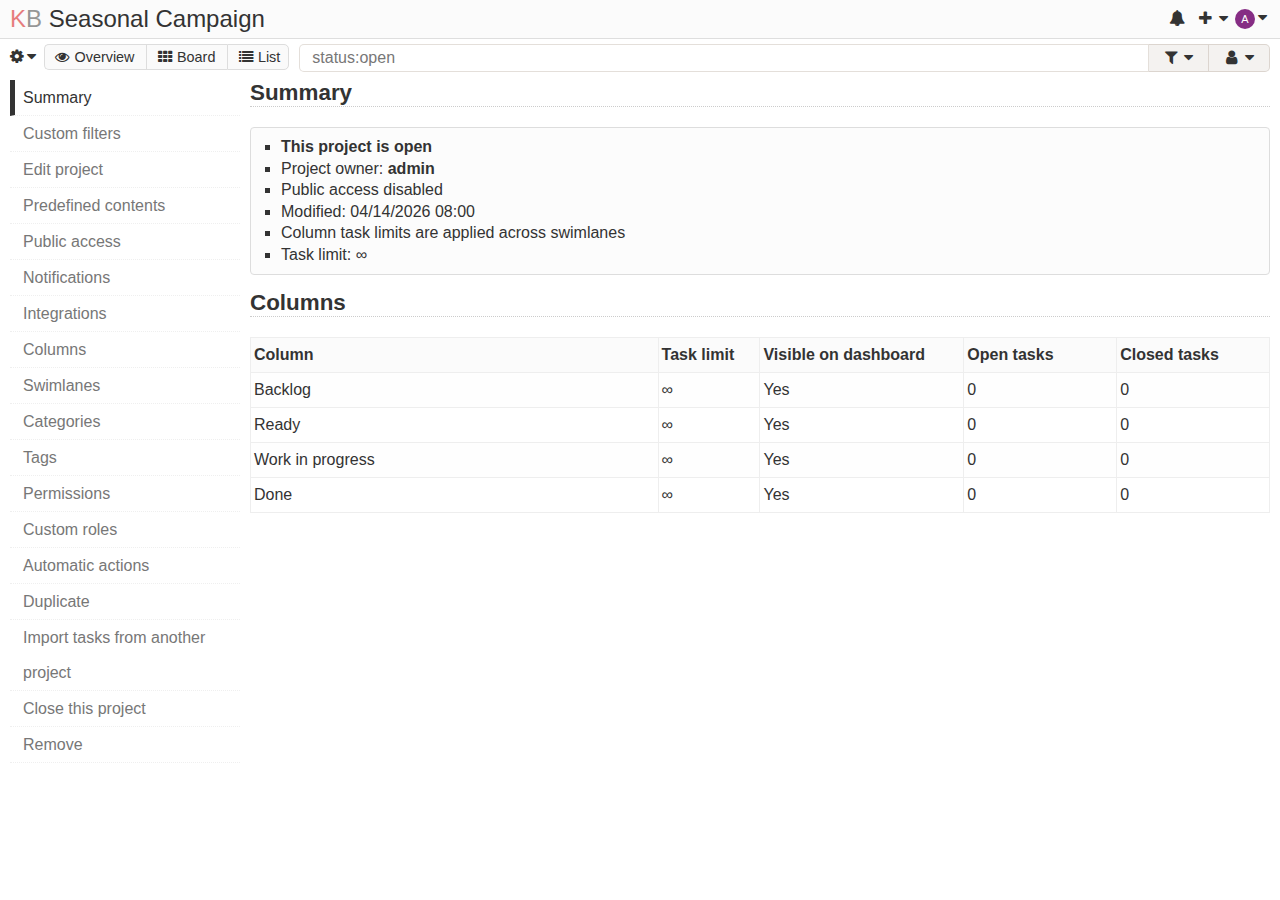 KB Seasonal Campaign
A
Overview Board List status:open
Summary
Custom filters
Edit project
Predefined contents
Public access
Notifications
Integrations
Columns
Swimlanes
Categories
Tags
Permissions
Custom roles
Automatic actions
Duplicate
Import tasks from another
project
Close this project
Remove
Summary
This project is open
Project owner: admin
Public access disabled
Modified: 04/14/2026 08:00
Column task limits are applied across swimlanes
Task limit: ∞
Columns
Column Task limit Visible on dashboard Open tasks Closed tasks
Backlog ∞ Yes 0 0
Ready ∞ Yes 0 0
Work in progress ∞ Yes 0 0
Done ∞ Yes 0 0